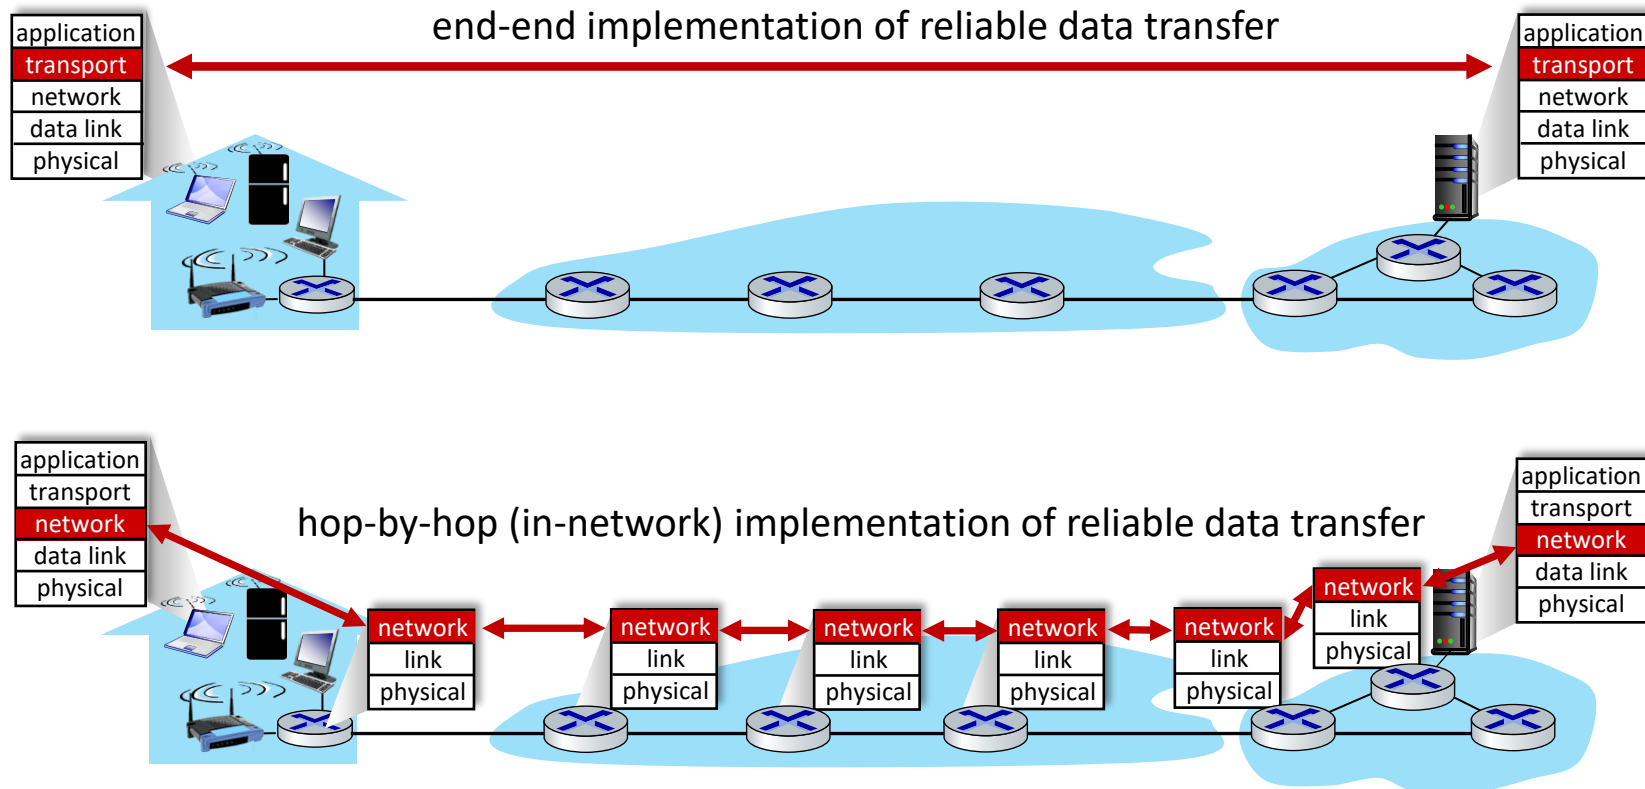 end-end implementation of reliable data transfer
application
transport
network
data link
physical
application
transport
network
data link
physical
hop-by-hop (in-network) implementation of reliable data transfer
application
transport
network
data link
physical
network
link
physical
network
link
physical
network
link
physical
network
link
physical
network
link
physical
network
link
physical
application
transport
network
data link
physical